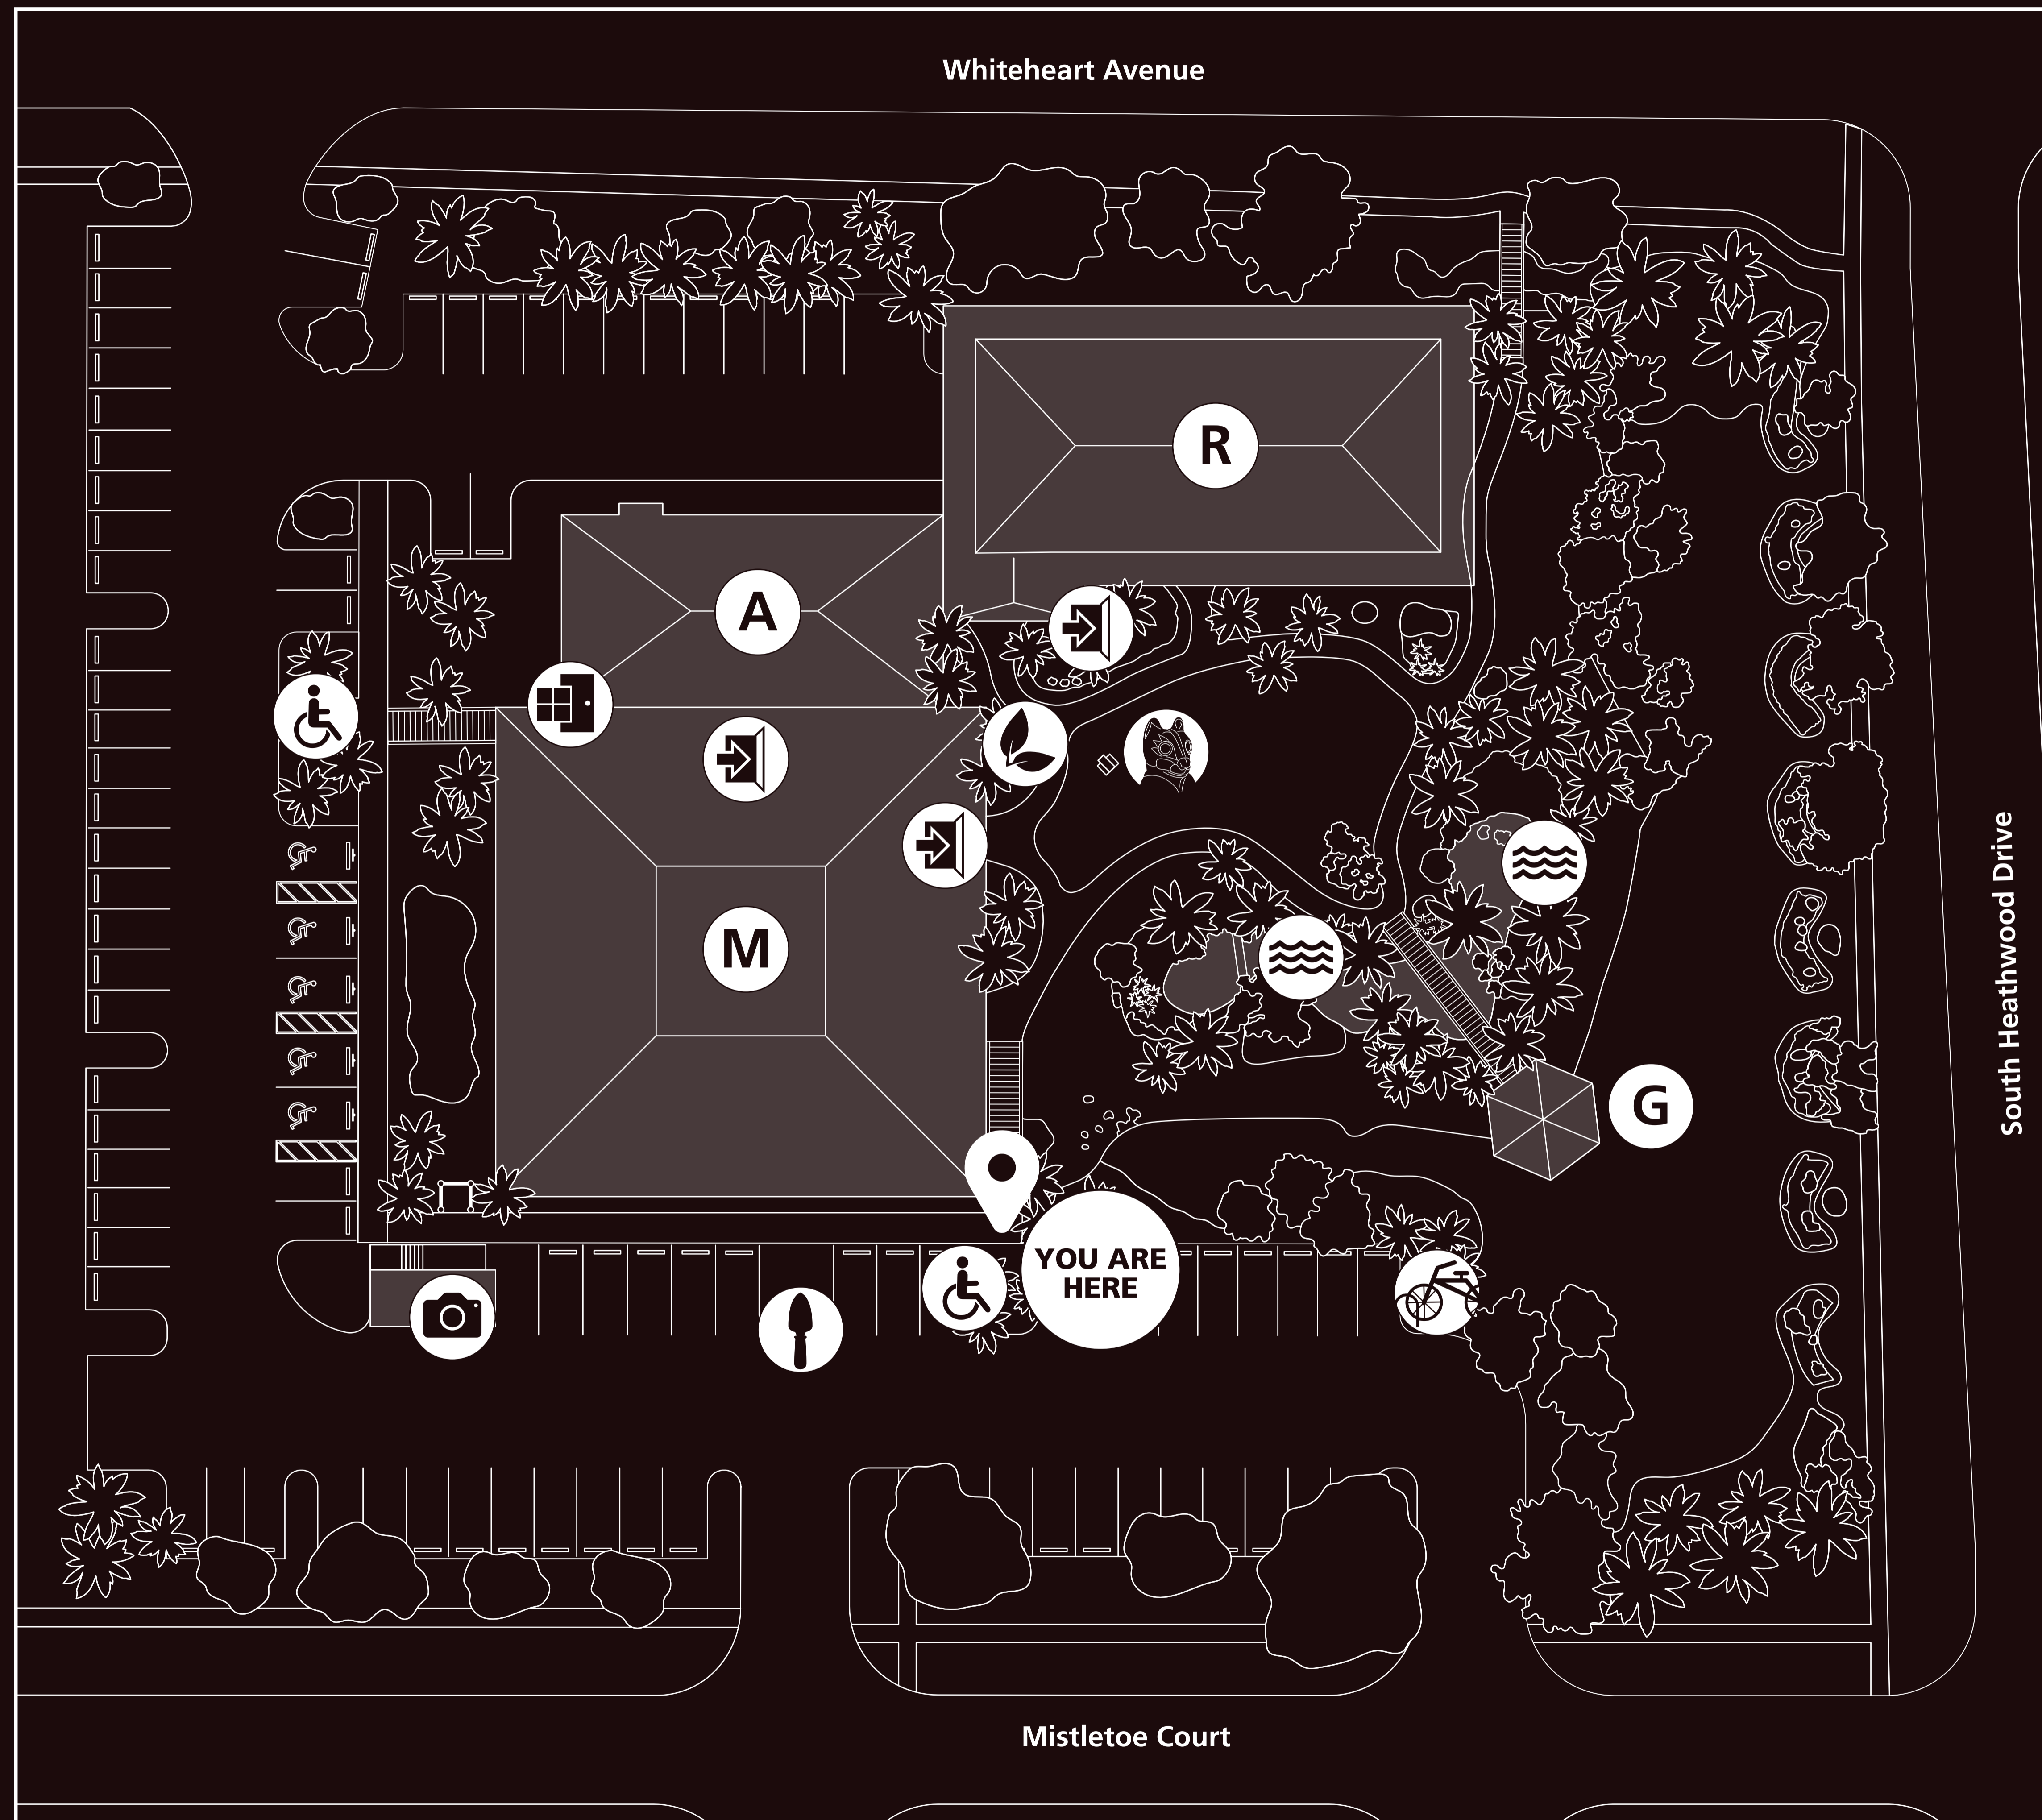 Whiteheart Avenue
R
A
M
G
South Heathwood Drive
YOU ARE
HERE
Mistletoe Court